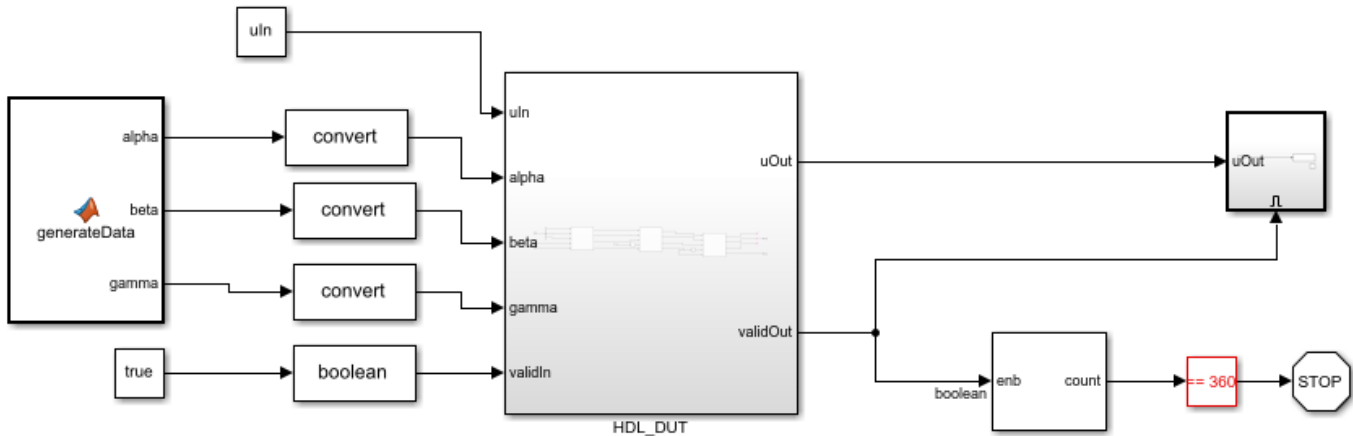 uIn
alpha
beta
generateData
gamma
true
convert
convert
convert
boolean
uIn
alpha
beta
gamma
validIn
uOut
validOut
HDL_DUT
uOut
boolean
enb
count
== 360
STOP